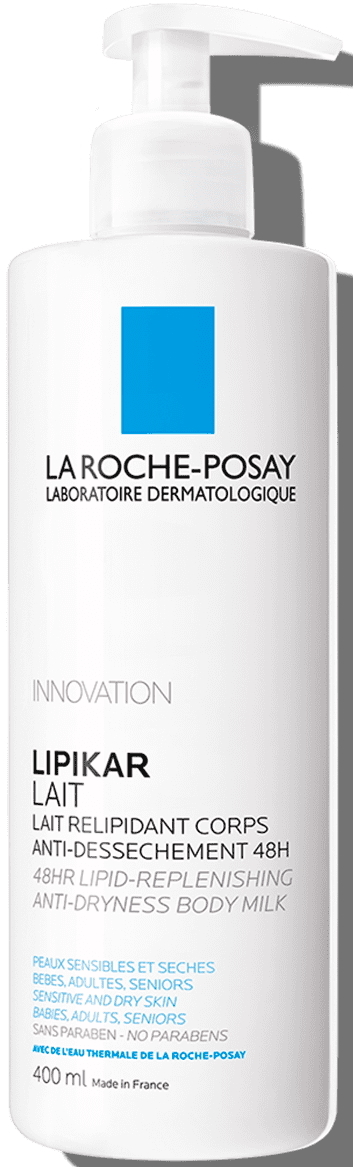 LA ROCHE-POSAY
LABORATOIRE DERMATOLOGIQUE
INNOVATION
LIPIKAR
LAIT
LAIT RELIPIDANT CORPS
ANTI-DESSECHEMENT 48H
48HR LIPID-REPLENISHING
ANTI-DRYNESS BODY MILK
PEAUX SENSIBLES ET SECHES
BEBES, ADULTES, SENIORS
SENSITIVE AND DRY SKIN
BABIES, ADULTS, SENIORS
SANS PARABEN - NO PARABENS
AVEC DE L'EAU THERMALE DE LA ROCHE-POSAY
400 ml Made in France